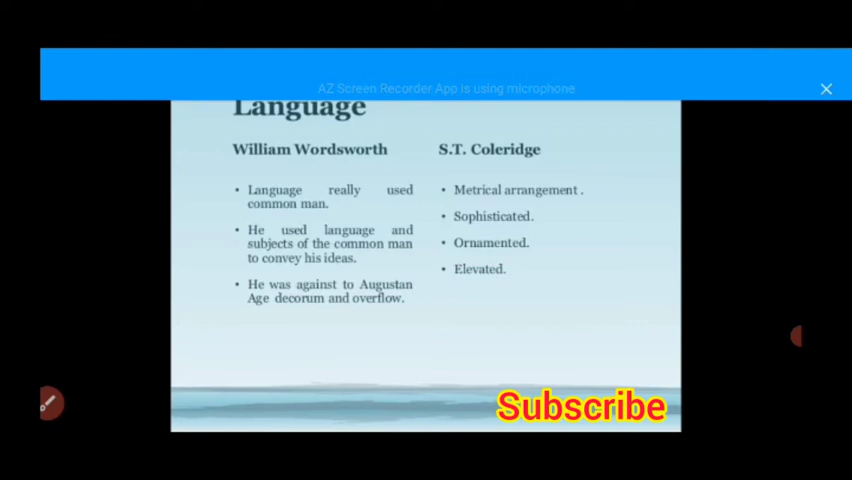 AZ Screen Recorder App is using microphone
Language
William Wordsworth
• Language really used
common man.
• He used language and
subjects of the common man
to convey his ideas.
• He was against to Augustan
Age decorum and overflow.
S.T. Coleridge
• Metrical arrangement .
• Sophisticated.
• Ornamented.
• Elevated.
Subscribe